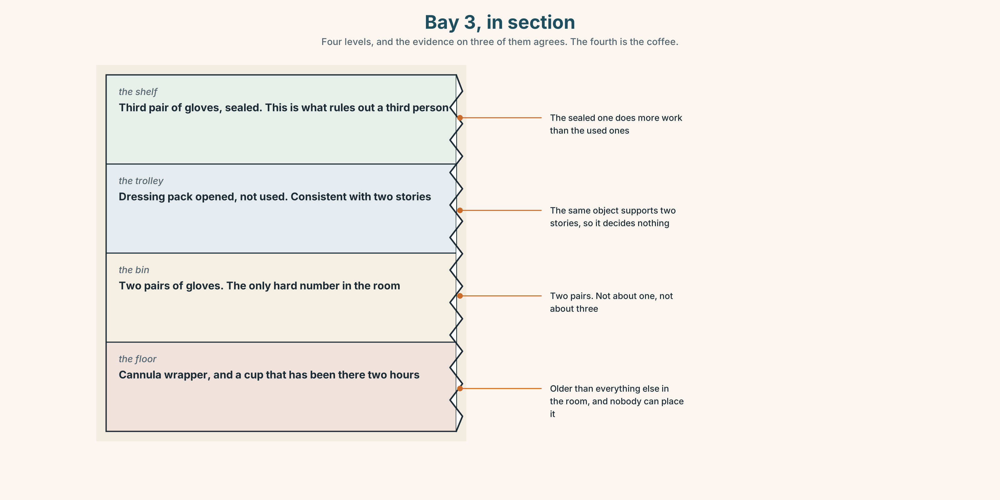 Bay 3, in section
Four levels, and the evidence on three of them agrees. The fourth is the coffee.
the shelf
Third pair of gloves, sealed. This is what rules out a third person
The sealed one does more work
than the used ones
the trolley
Dressing pack opened, not used. Consistent with two stories
The same object supports two
stories, so it decides nothing
the bin
Two pairs of gloves. The only hard number in the room
Two pairs. Not about one, not
about three
the floor
Cannula wrapper, and a cup that has been there two hours
Older than everything else in
the room, and nobody can place
it